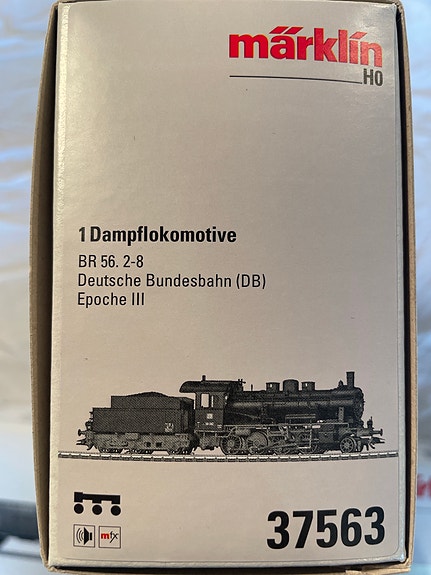 märklin
H0
1 Dampflokomotive
BR 56. 2-8
Deutsche Bundesbahn (DB)
Epoche III
mfx
37563